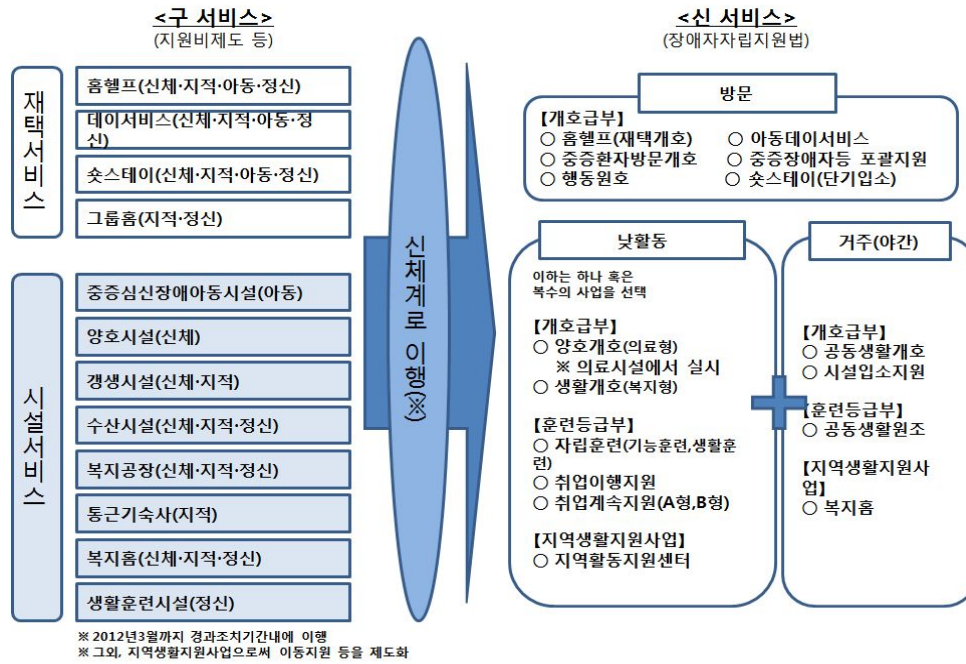 <구 서비스>
(지원비제도 등)
재택서비스
홈헬프(신체·지적·아동·정신)
데이서비스(신체·지적·아동·정
신)
숏스테이(신체·지적·아동·정신)
그룹홈(지적·정신)
시설서비스
중증심신장애아동시설(아동)
양호시설(신체)
갱생시설(신체·지적)
수산시설(신체·지적·정신)
복지공장(신체·지적·정신)
통근기숙사(지적)
복지홈(신체·지적·정신)
생활훈련시설(정신)
※ 2012년3월까지 경과조치기간내에 이행
※ 그외, 지역생활지원사업으로써 이동지원 등을 제도화
신체계로 이행(※)
<신 서비스>
(장애자자립지원법)
방문
【개호급부】
○ 홈헬프(재택개호)
○ 중증환자방문개호
○ 행동원호
○ 아동데이서비스
○ 중증장애자등 포괄지원
○ 숏스테이(단기입소)
낮활동
이하는 하나 혹은
복수의 사업을 선택
【개호급부】
○ 양호개호(의료형)
※ 의료시설에서 실시
○ 생활개호(복지형)
【훈련등급부】
○ 자립훈련(기능훈련,생활훈
련)
○ 취업이행지원
○ 취업계속지원(A형,B형)
【지역생활지원사업】
○ 지역활동지원센터
거주(야간)
【개호급부】
○ 공동생활개호
○ 시설입소지원
【훈련등급부】
○ 공동생활원조
【지역생활지원사
업】
○ 복지홈